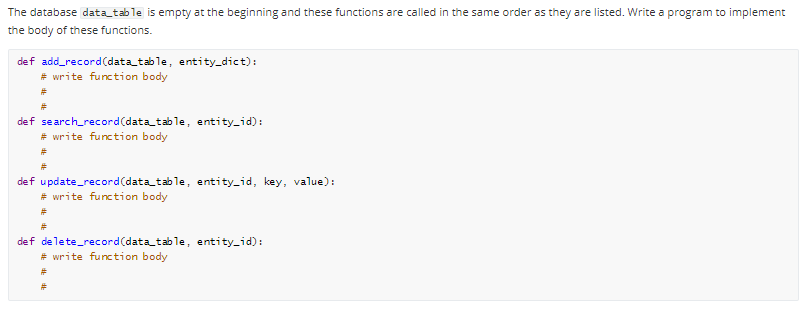 The database data_table is empty at the beginning and these functions are called in the same order as they are listed. Write a program to implement
the body of these functions.
def add_record(data_table, entity_dict):
    # write function body
    #
    #
def search_record(data_table, entity_id):
    # write function body
    #
    #
def update_record(data_table, entity_id, key, value):
    # write function body
    #
    #
def delete_record(data_table, entity_id):
    # write function body
    #
    #